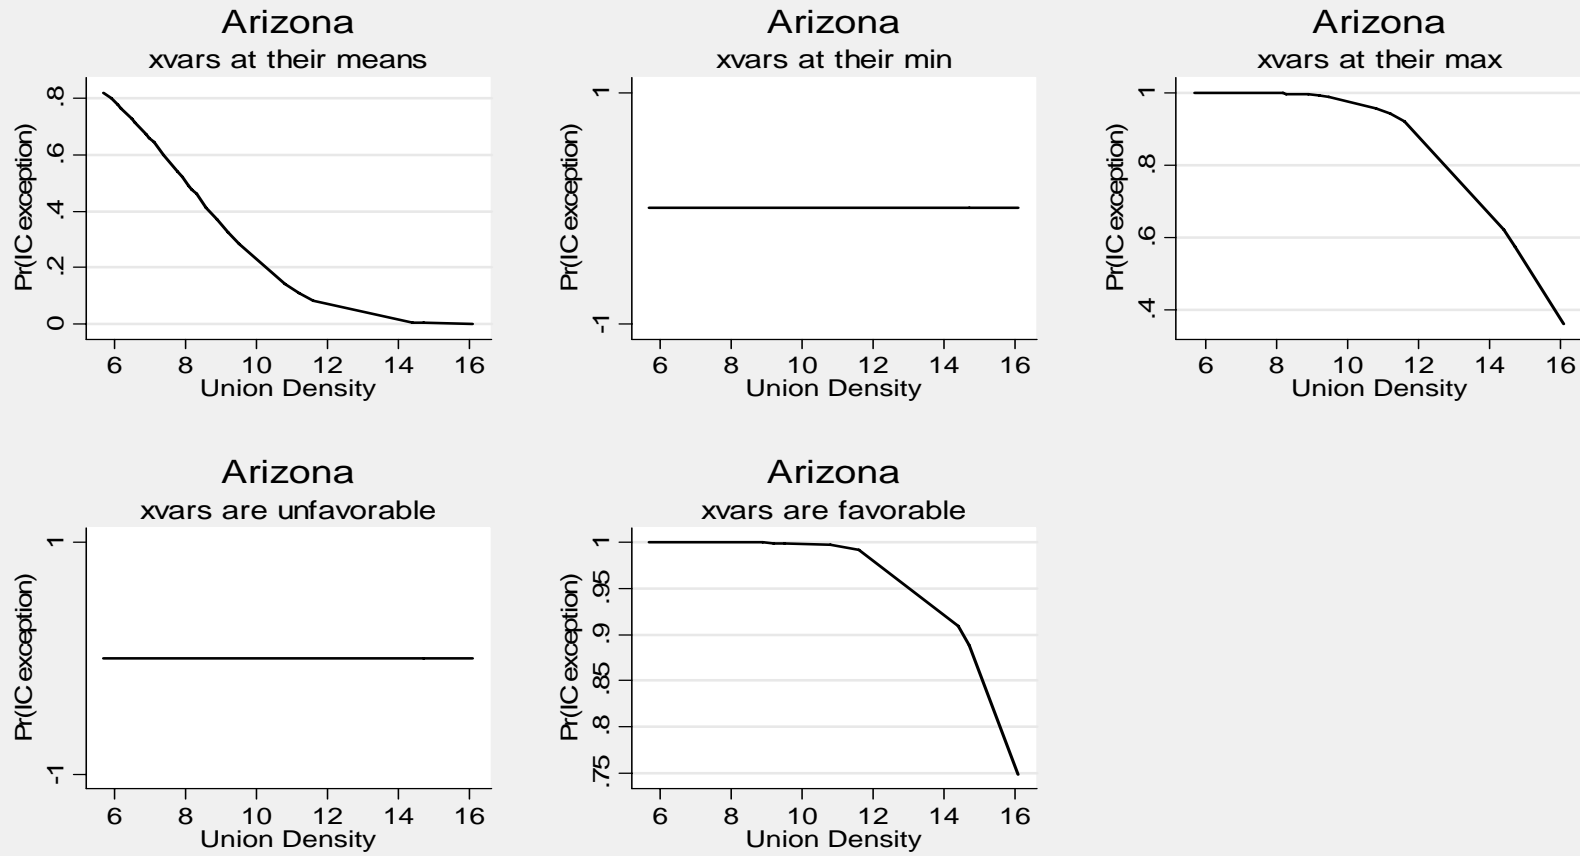 Arizona
xvars at their means
Pr(IC exception)
.8
.6
.4
.2
0
6 8 10 12 14 16
Union Density
Arizona
xvars at their min
Pr(IC exception)
1
-1
6 8 10 12 14 16
Union Density
Arizona
xvars at their max
Pr(IC exception)
1
.8
.6
.4
6 8 10 12 14 16
Union Density
Arizona
xvars are unfavorable
Pr(IC exception)
1
-1
6 8 10 12 14 16
Union Density
Arizona
xvars are favorable
Pr(IC exception)
1
.95
.9
.85
.8
.75
6 8 10 12 14 16
Union Density